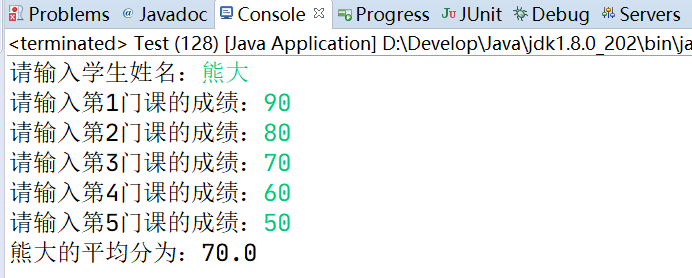 Problems @ Javadoc Console Progress JUnit Debug Servers
<terminated> Test (128) [Java Application] D:\Develop\Java\jdk1.8.0_202\bin\ja
请输入学生姓名：熊大
请输入第1门课的成绩：90
请输入第2门课的成绩：80
请输入第3门课的成绩：70
请输入第4门课的成绩：60
请输入第5门课的成绩：50
熊大的平均分为：70.0